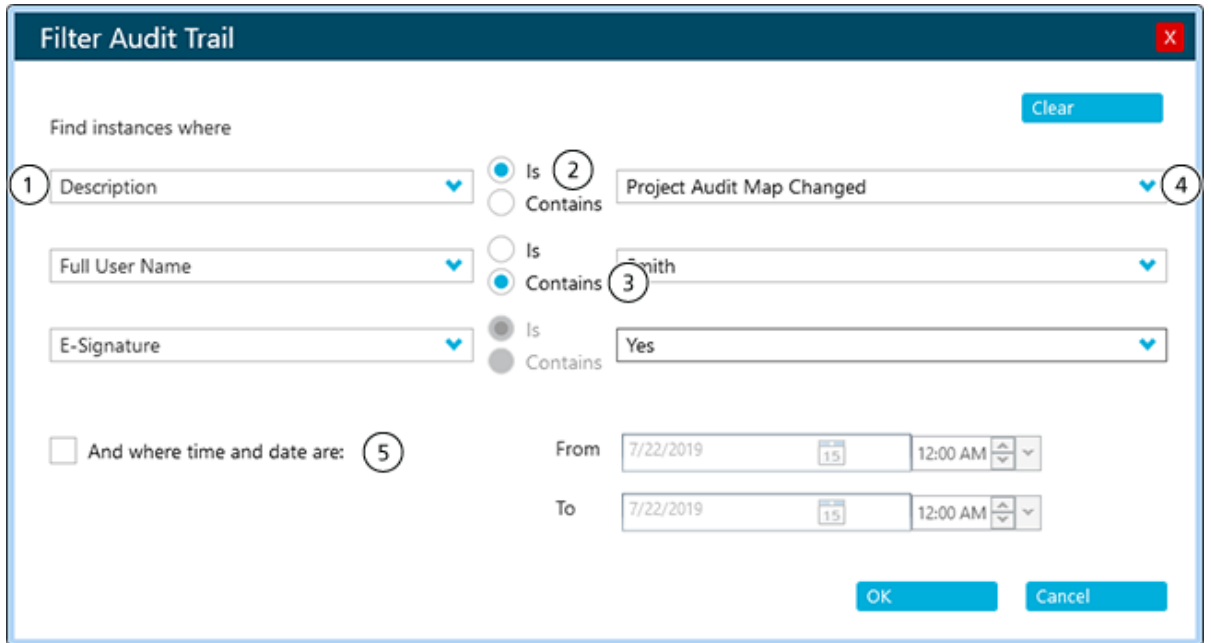 Filter Audit Trail X
Clear
Find instances where
1 Description Is 2 Project Audit Map Changed 4
Contains
Full User Name Is Smith
Contains 3
E-Signature Is Yes
Contains
And where time and date are: 5 From 7/22/2019 15 12:00 AM
To 7/22/2019 15 12:00 AM
OK Cancel